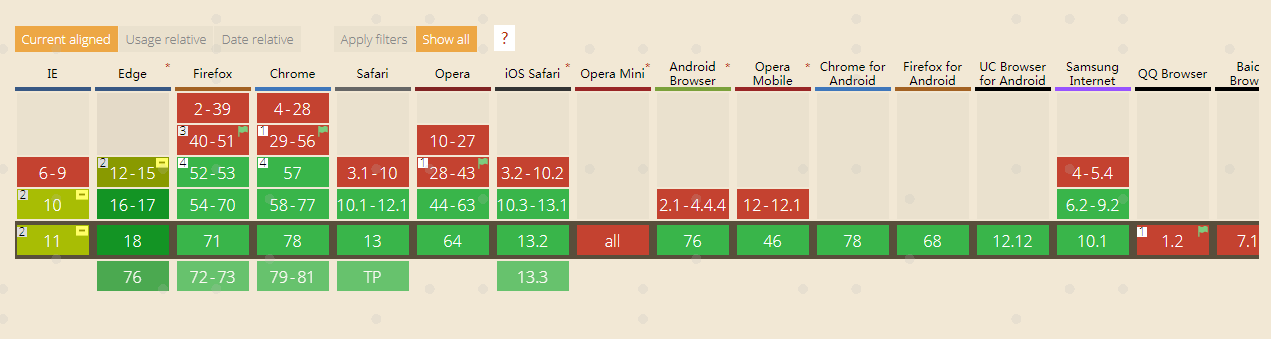 Current aligned Usage relative Date relative Apply filters Show all ?
IE Edge * Firefox Chrome Safari Opera iOS Safari * Opera Mini * Android Browser * Opera Mobile * Chrome for Android Firefox for Android UC Browser for Android Samsung Internet QQ Browser Baid Brow
2-39 4-28
3 40-51 1 29-56 10-27
6-9 2 12-15 4 52-53 4 57 3.1-10 1 28-43 3.2-10.2 4-5.4
2 10 16-17 54-70 58-77 10.1-12.1 44-63 10.3-13.1 2.1-4.4.4 12-12.1 6.2-9.2
2 11 18 71 78 13 64 13.2 all 76 46 78 68 12.12 10.1 1 1.2 7.1
76 72-73 79-81 TP 13.3